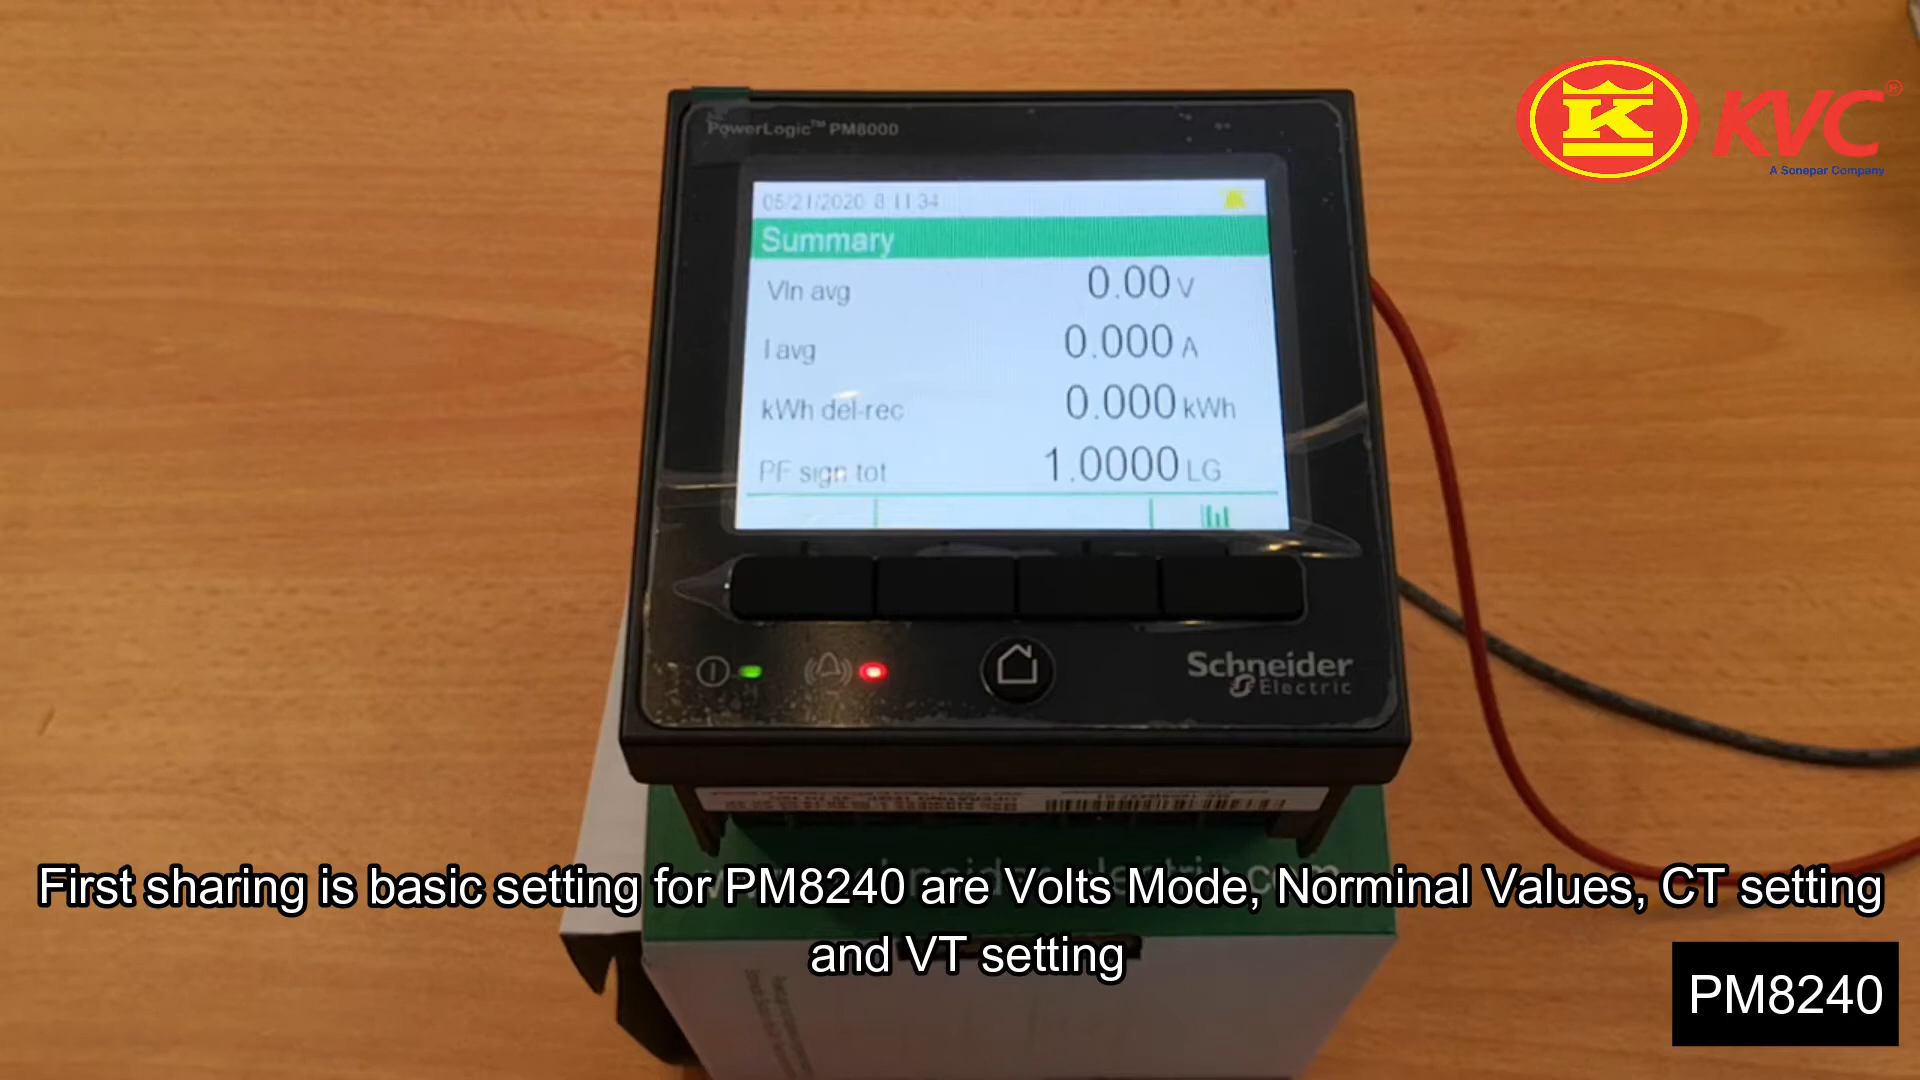 KVC®
A Sonepar Company
PowerLogic™ PM8000
05/21/2020 8:11:34
Summary
Vln avg 0.00 V
I avg 0.000 A
kWh del-rec 0.000 kWh
PF sign tot 1.0000 LG
Schneider
Electric
First sharing is basic setting for PM8240 are Volts Mode, Norminal Values, CT setting
and VT setting
PM8240